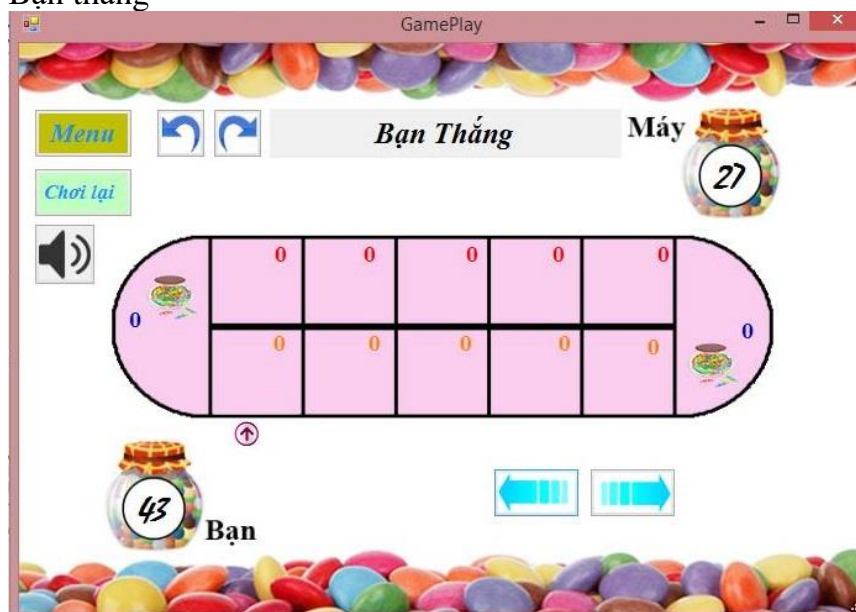 Bạn thắng
GamePlay
Menu
Bạn Thắng
Máy
27
Chơi lại
0 0 0 0 0
0
0
0 0 0 0 0
43
Bạn